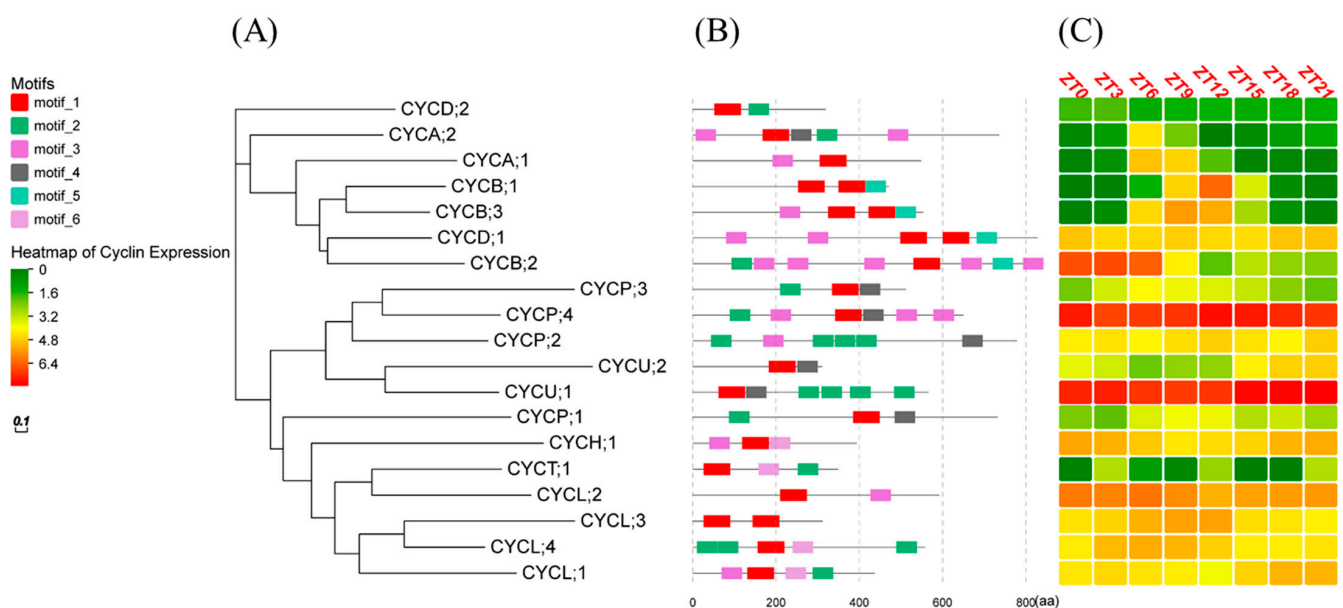 (A) (B) (C)
Motifs
motif_1
motif_2
motif_3
motif_4
motif_5
motif_6
Heatmap of Cyclin Expression
0
1.6
3.2
4.8
6.4
0.1
CYCD;2
CYCA;2
CYCA;1
CYCB;1
CYCB;3
CYCD;1
CYCB;2
CYCP;3
CYCP;4
CYCP;2
CYCU;2
CYCU;1
CYCP;1
CYCH;1
CYCT;1
CYCL;2
CYCL;3
CYCL;4
CYCL;1
0 200 400 600 800(aa)
ZT0 ZT3 ZT6 ZT9 ZT12 ZT15 ZT18 ZT21